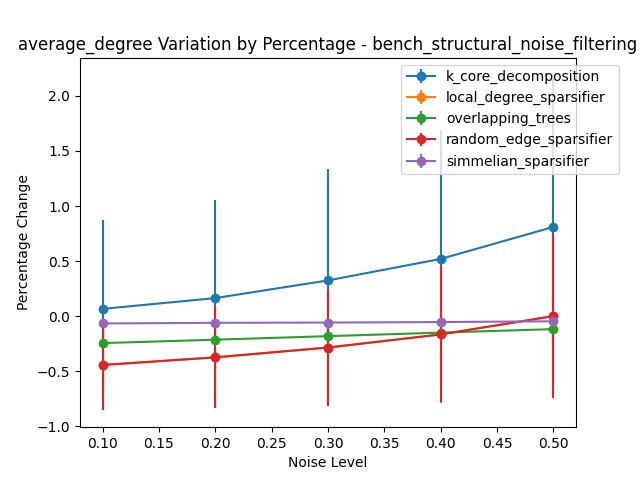 average_degree Variation by Percentage - bench_structural_noise_filtering
k_core_decomposition
local_degree_sparsifier
overlapping_trees
random_edge_sparsifier
simmelian_sparsifier
Percentage Change
2.0
1.5
1.0
0.5
0.0
−0.5
−1.0
0.10 0.15 0.20 0.25 0.30 0.35 0.40 0.45 0.50
Noise Level